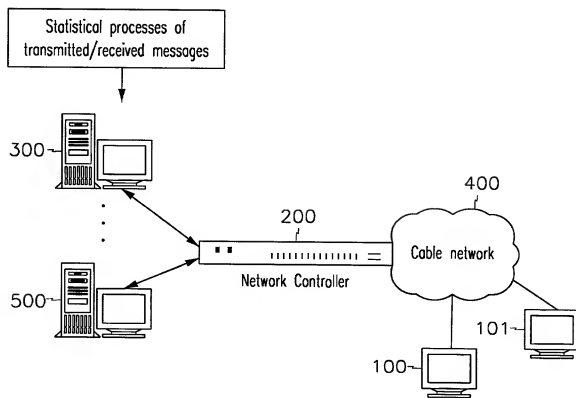 Statistical processes of
transmitted/received messages
300
400
200
Cable network
Network Controller
500
101
100